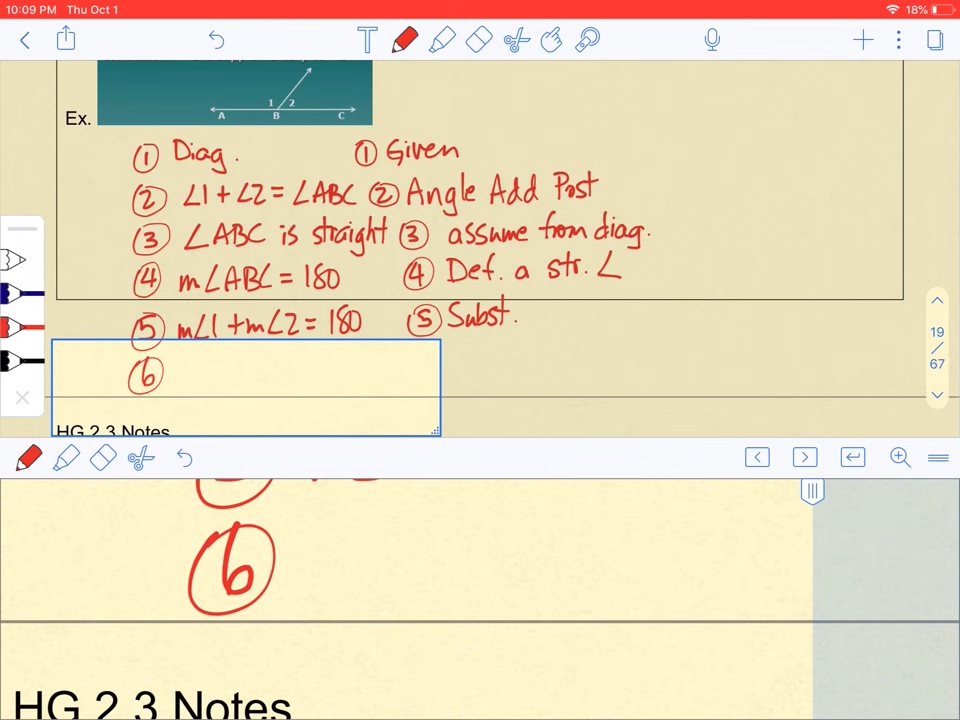 10:09 PM Thu Oct 1 18%
T
1 2
Ex. A B C
① Diag. ① Given
② ∠1 + ∠2 = ∠ABC ② Angle Add Post
③ ∠ABC is straight ③ assume from diag.
④ m∠ABC = 180 ④ Def. a str. ∠
19
/
67
⑤ m∠1 + m∠2 = 180 ⑤ Subst.
⑥
HG 2.3 Notes
⑥
HG 2.3 Notes